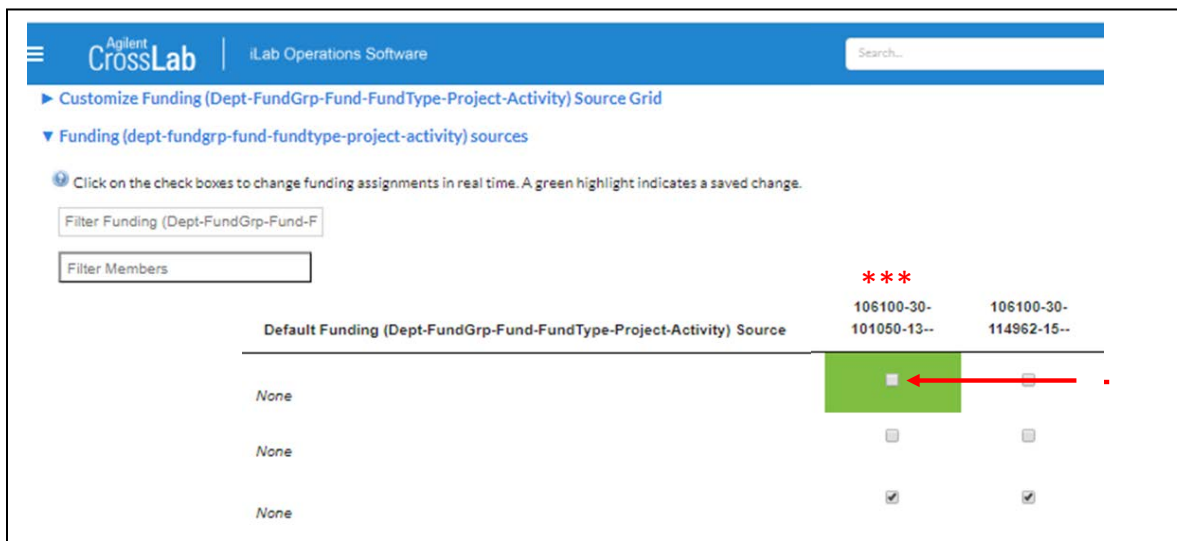 Agilent
CrossLab
iLab Operations Software
Search...
► Customize Funding (Dept-FundGrp-Fund-FundType-Project-Activity) Source Grid
▼ Funding (dept-fundgrp-fund-fundtype-project-activity) sources
Click on the check boxes to change funding assignments in real time. A green highlight indicates a saved change.
Filter Funding (Dept-FundGrp-Fund-F
Filter Members
***
Default Funding (Dept-FundGrp-Fund-FundType-Project-Activity) Source
106100-30-
101050-13--
106100-30-
114962-15--
None
None
None